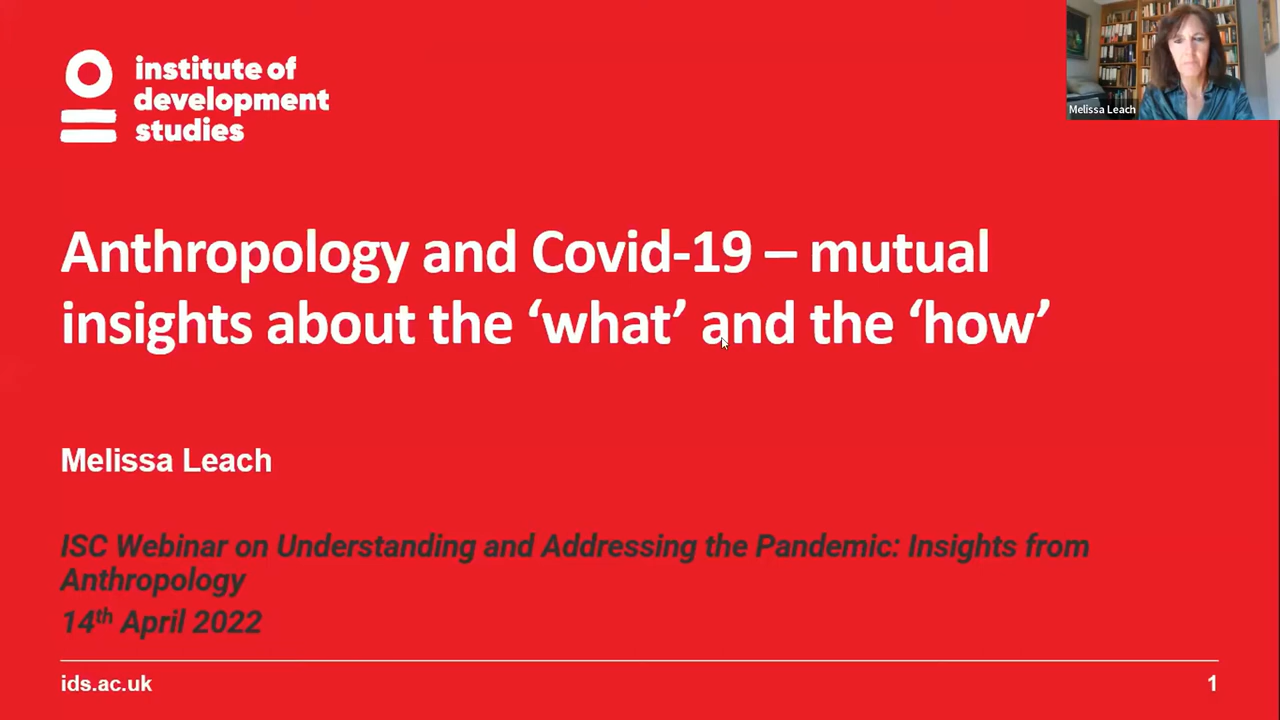 institute of
development
studies
Melissa Leach
Anthropology and Covid-19 – mutual
insights about the ‘what’ and the ‘how’
Melissa Leach
ISC Webinar on Understanding and Addressing the Pandemic: Insights from
Anthropology
14th April 2022
ids.ac.uk
1